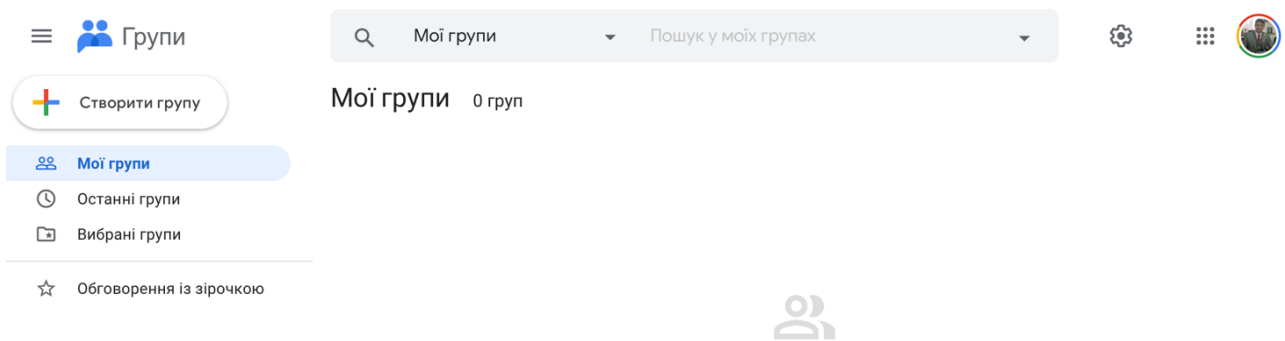 Групи
Мої групи
Пошук у моїх групах
Створити групу
Мої групи 0 груп
Мої групи
Останні групи
Вибрані групи
Обговорення із зірочкою